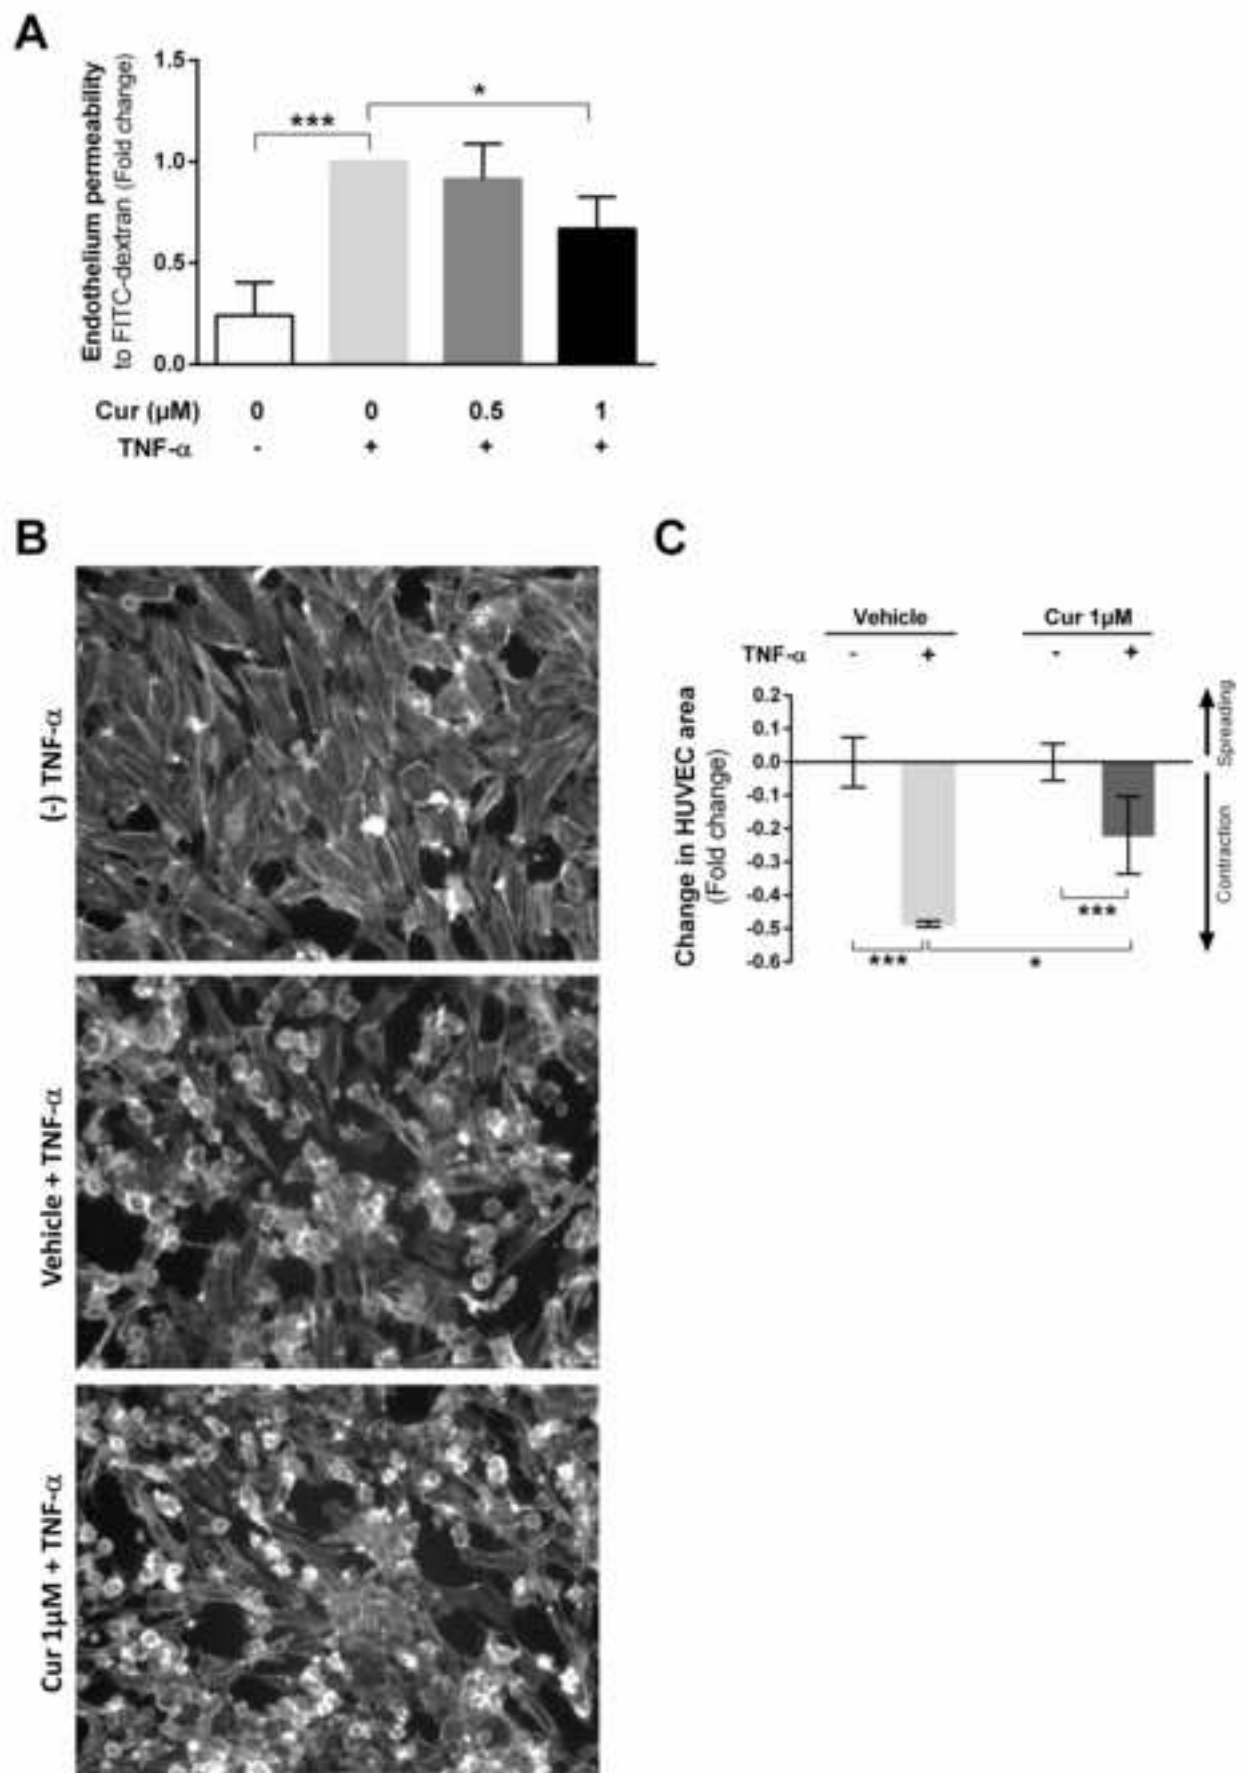 A
Endothelium permeability
to FITC-dextran (Fold change)
1.5
1.0
0.5
0.0
***
*
Cur (µM) 0 0 0.5 1
TNF-α - + + +
B
(-) TNF-α
Vehicle + TNF-α
Cur 1µM + TNF-α
C
Vehicle Cur 1µM
TNF-α - + - +
Change in HUVEC area
(Fold change)
0.2
0.1
0.0
-0.1
-0.2
-0.3
-0.4
-0.5
-0.6
***
***
*
Spreading
Contraction